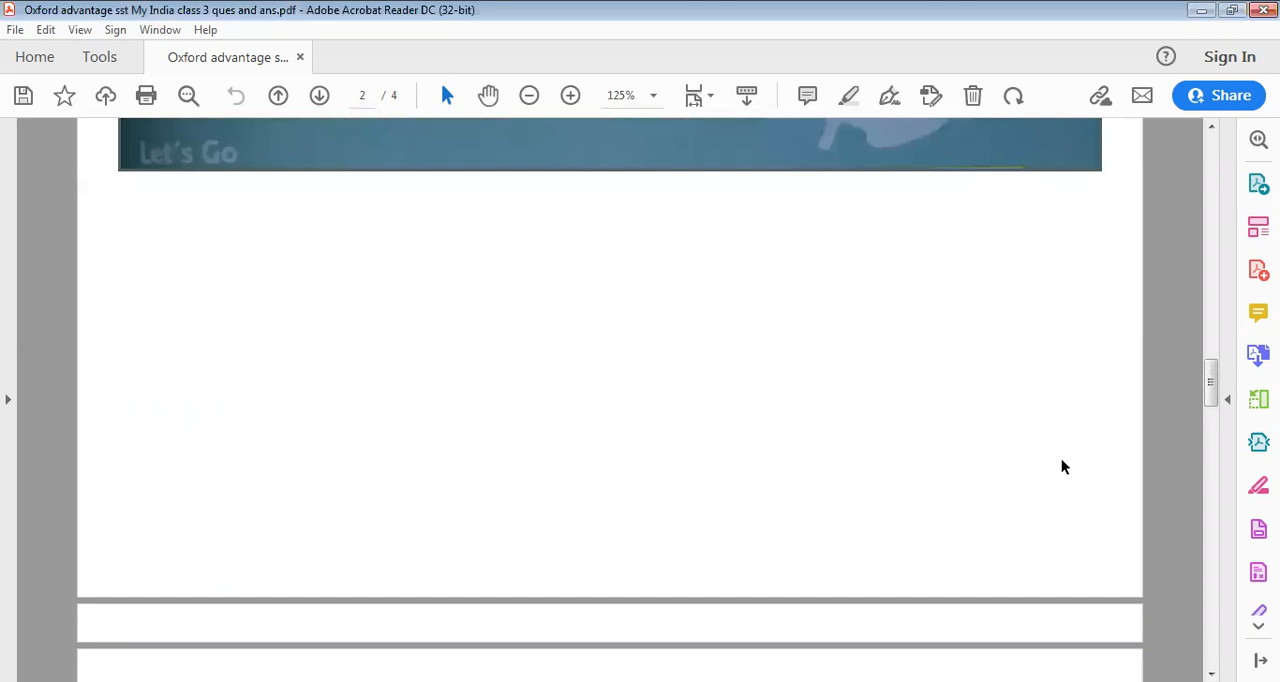 Oxford advantage sst My India class 3 ques and ans.pdf - Adobe Acrobat Reader DC (32-bit)
File Edit View Sign Window Help
Home Tools Oxford advantage s... × Sign In
2 / 4 125% Share
Let's Go